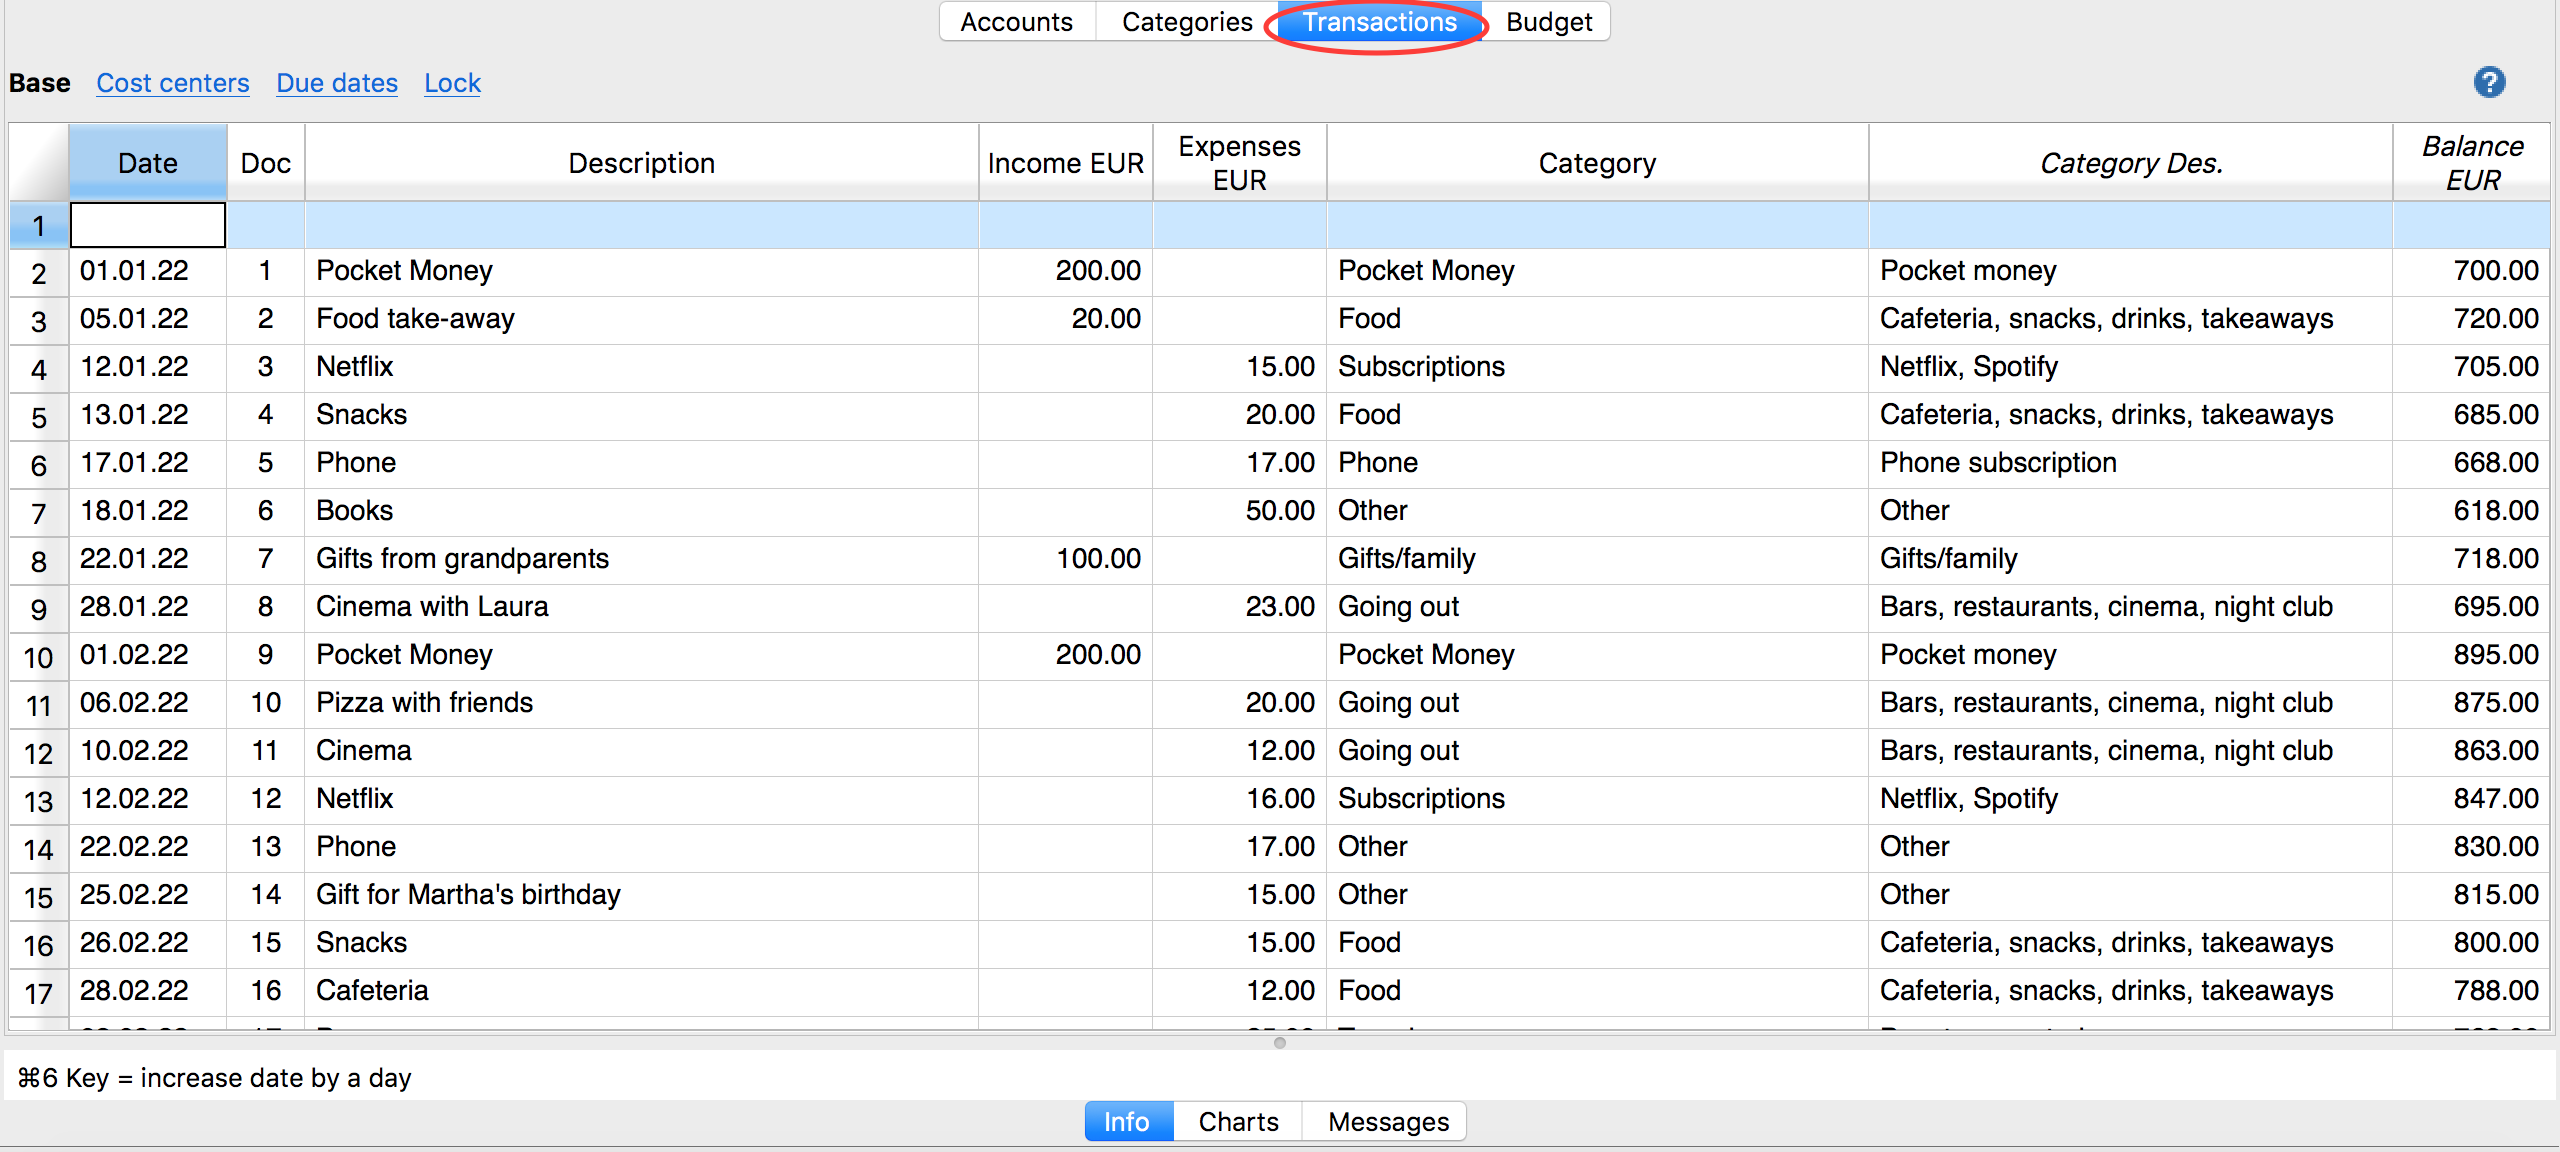 Accounts Categories Transactions Budget
Base Cost centers Due dates Lock ?
Date Doc Description Income EUR Expenses EUR Category Category Des. Balance EUR
1
2 01.01.22 1 Pocket Money 200.00 Pocket Money Pocket money 700.00
3 05.01.22 2 Food take-away 20.00 Food Cafeteria, snacks, drinks, takeaways 720.00
4 12.01.22 3 Netflix 15.00 Subscriptions Netflix, Spotify 705.00
5 13.01.22 4 Snacks 20.00 Food Cafeteria, snacks, drinks, takeaways 685.00
6 17.01.22 5 Phone 17.00 Phone Phone subscription 668.00
7 18.01.22 6 Books 50.00 Other Other 618.00
8 22.01.22 7 Gifts from grandparents 100.00 Gifts/family Gifts/family 718.00
9 28.01.22 8 Cinema with Laura 23.00 Going out Bars, restaurants, cinema, night club 695.00
10 01.02.22 9 Pocket Money 200.00 Pocket Money Pocket money 895.00
11 06.02.22 10 Pizza with friends 20.00 Going out Bars, restaurants, cinema, night club 875.00
12 10.02.22 11 Cinema 12.00 Going out Bars, restaurants, cinema, night club 863.00
13 12.02.22 12 Netflix 16.00 Subscriptions Netflix, Spotify 847.00
14 22.02.22 13 Phone 17.00 Other Other 830.00
15 25.02.22 14 Gift for Martha's birthday 15.00 Other Other 815.00
16 26.02.22 15 Snacks 15.00 Food Cafeteria, snacks, drinks, takeaways 800.00
17 28.02.22 16 Cafeteria 12.00 Food Cafeteria, snacks, drinks, takeaways 788.00
⌘6 Key = increase date by a day
Info Charts Messages